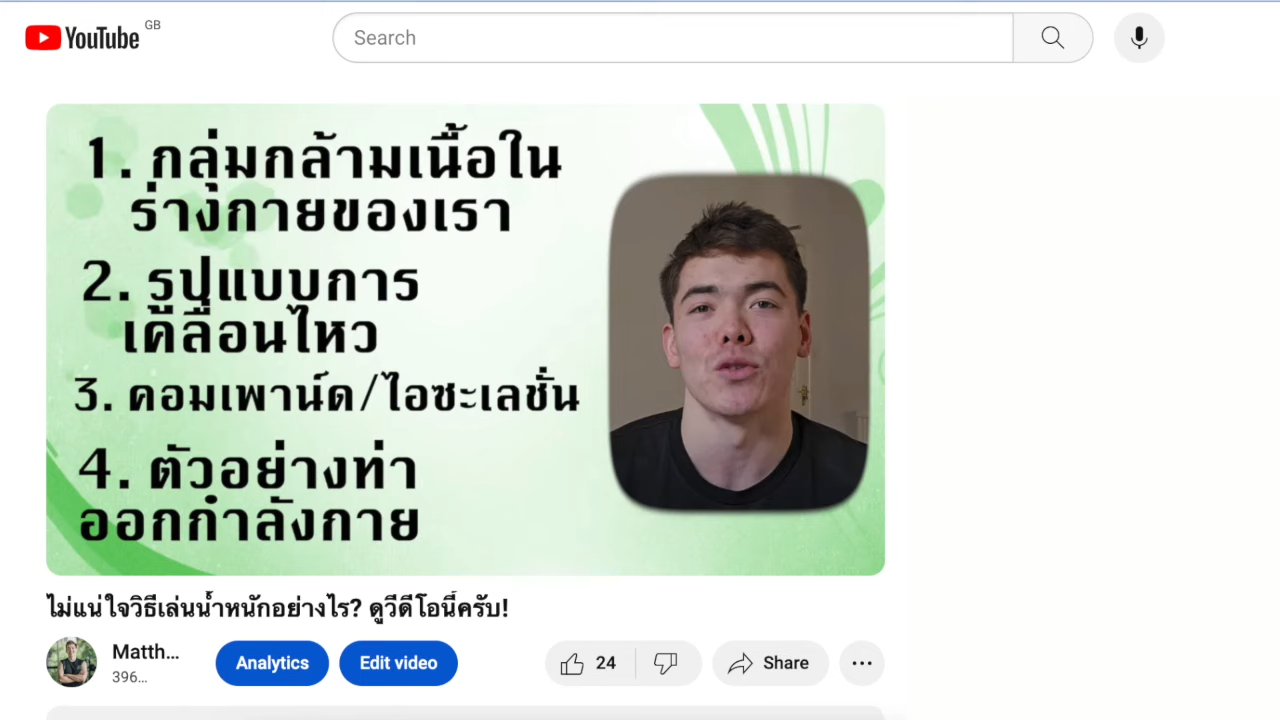 YouTube GB
Search
1. กลุ่มกล้ามเนื้อใน
ร่างกายของเรา
2. รูปแบบการ
เคลื่อนไหว
3. คอมเพาน์ด/ไอซะเลชั่น
4. ตัวอย่างท่า
ออกกำลังกาย
ไม่แน่ใจวิธีเล่นน้ำหนักอย่างไร? ดูวีดีโอนี้ครับ!
Matth...
396...
Analytics
Edit video
24
Share